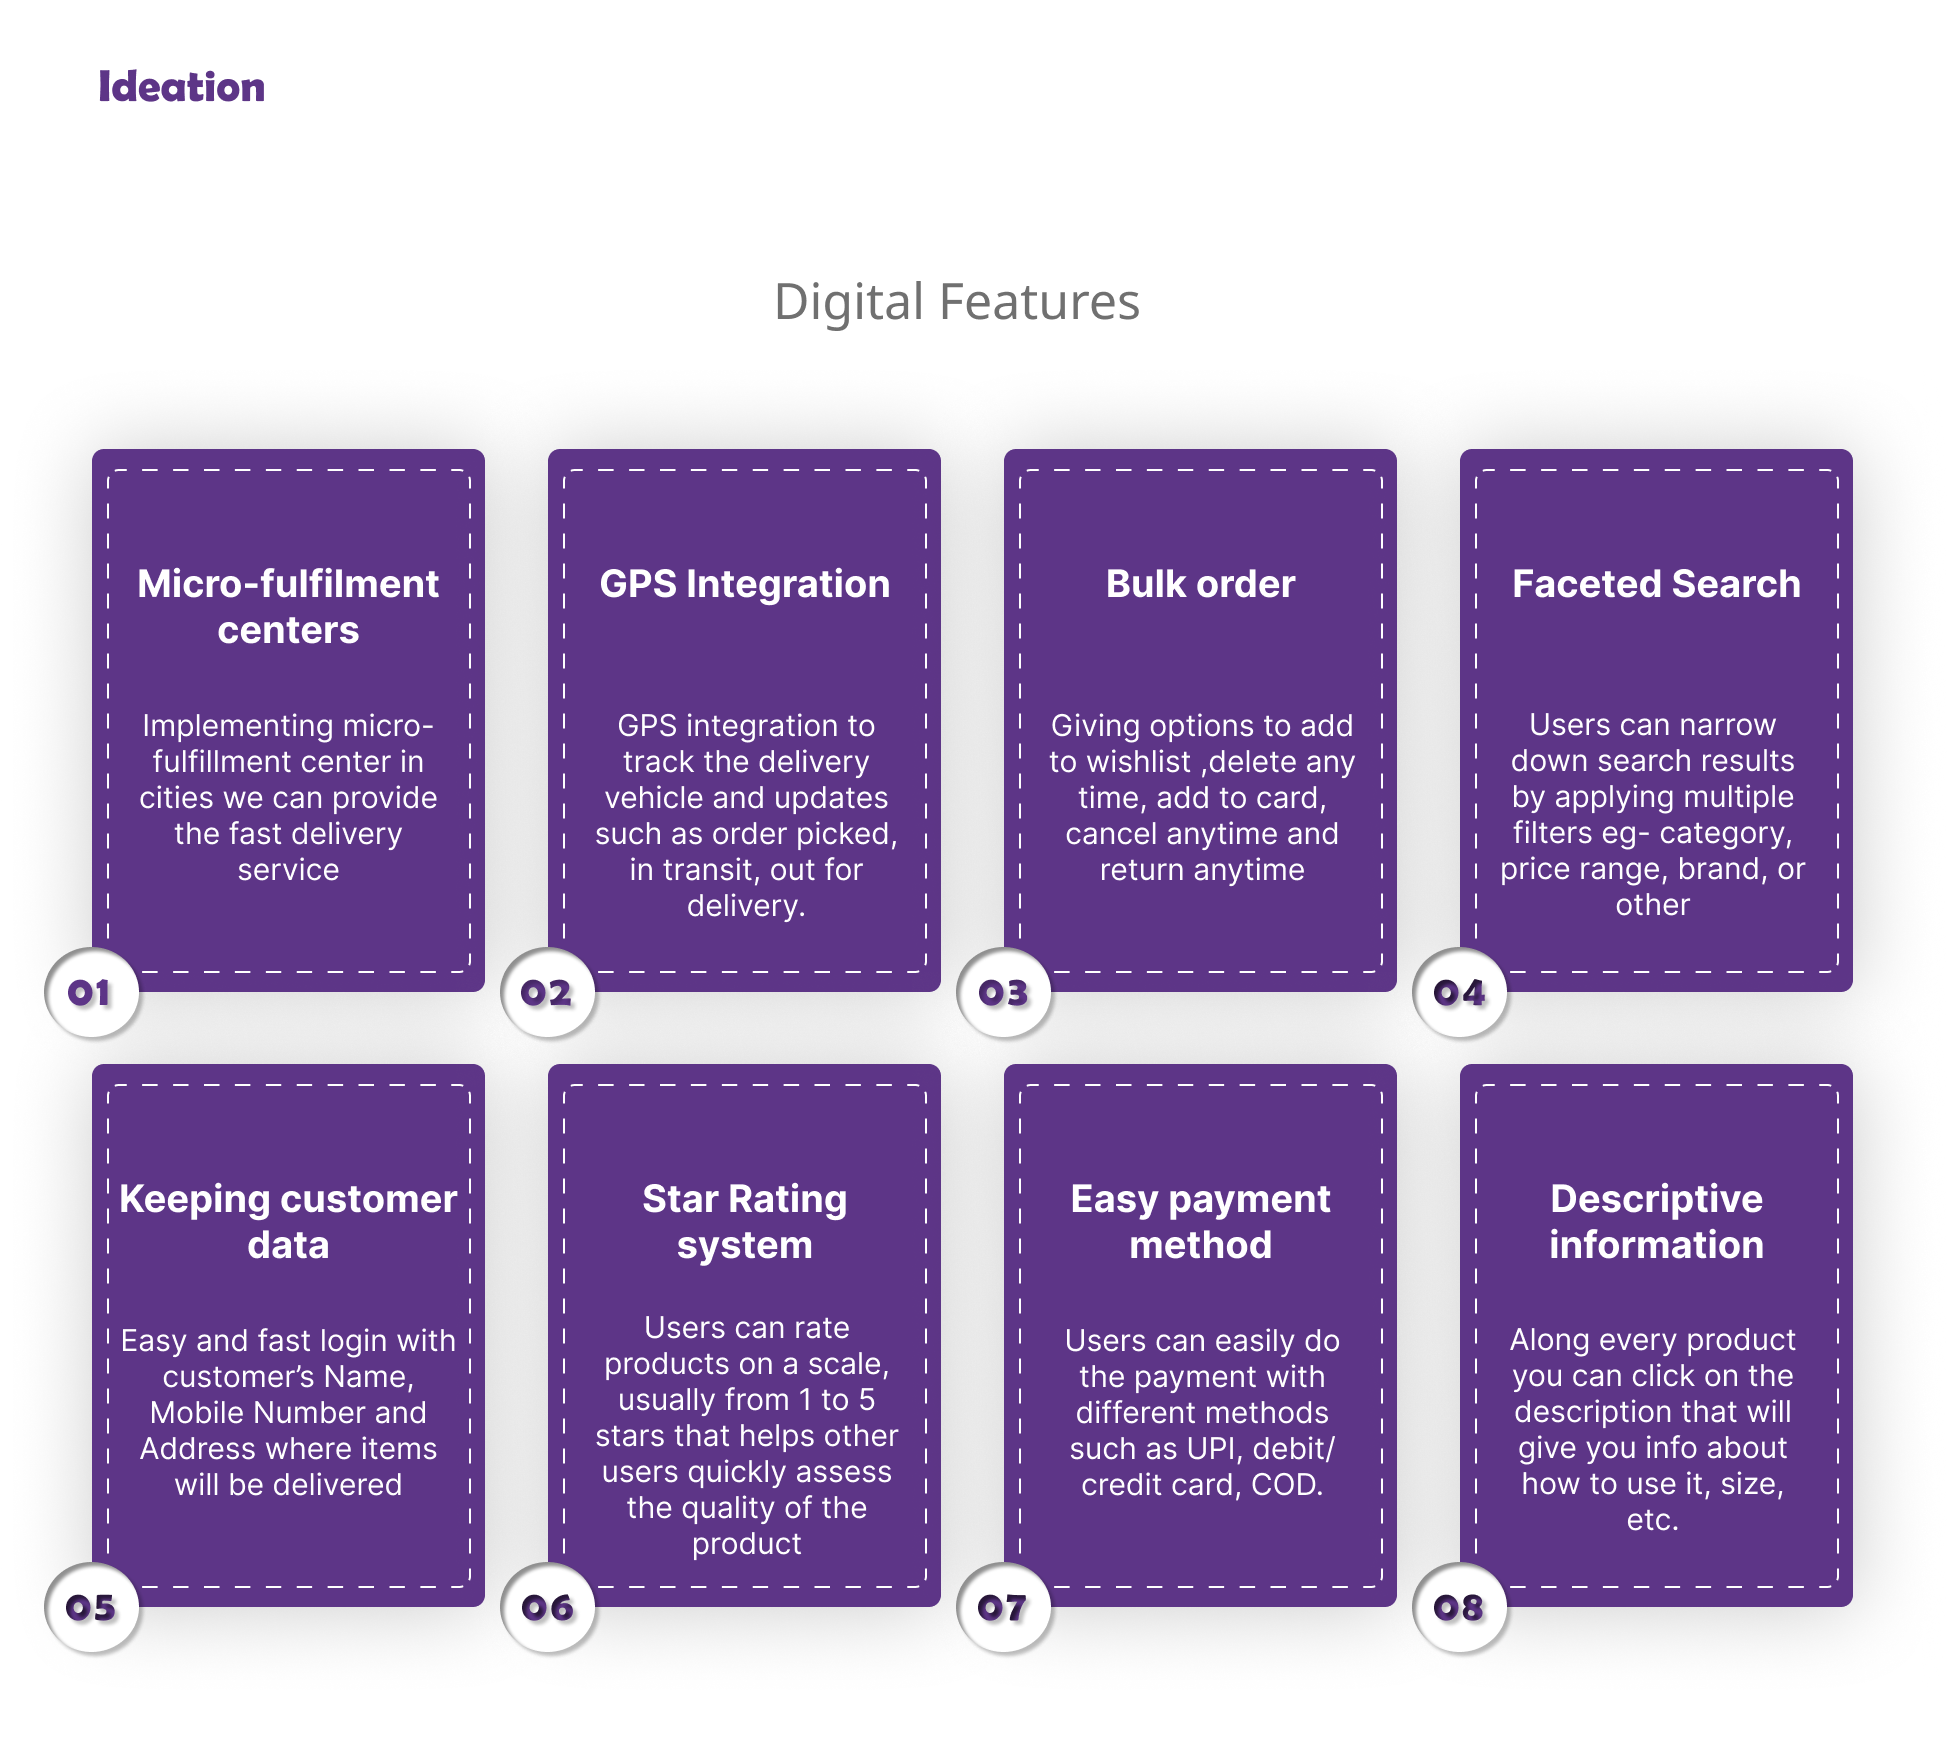 Ideation
Digital Features
Micro-fulfilment
centers
Implementing micro-
fulfillment center in
cities we can provide
the fast delivery
service
01
GPS Integration
GPS integration to
track the delivery
vehicle and updates
such as order picked,
in transit, out for
delivery.
02
Bulk order
Giving options to add
to wishlist ,delete any
time, add to card,
cancel anytime and
return anytime
03
Faceted Search
Users can narrow
down search results
by applying multiple
filters eg- category,
price range, brand, or
other
04
Keeping customer
data
Easy and fast login with
customer’s Name,
Mobile Number and
Address where items
will be delivered
05
Star Rating
system
Users can rate
products on a scale,
usually from 1 to 5
stars that helps other
users quickly assess
the quality of the
product
06
Easy payment
method
Users can easily do
the payment with
different methods
such as UPI, debit/
credit card, COD.
07
Descriptive
information
Along every product
you can click on the
description that will
give you info about
how to use it, size,
etc.
08